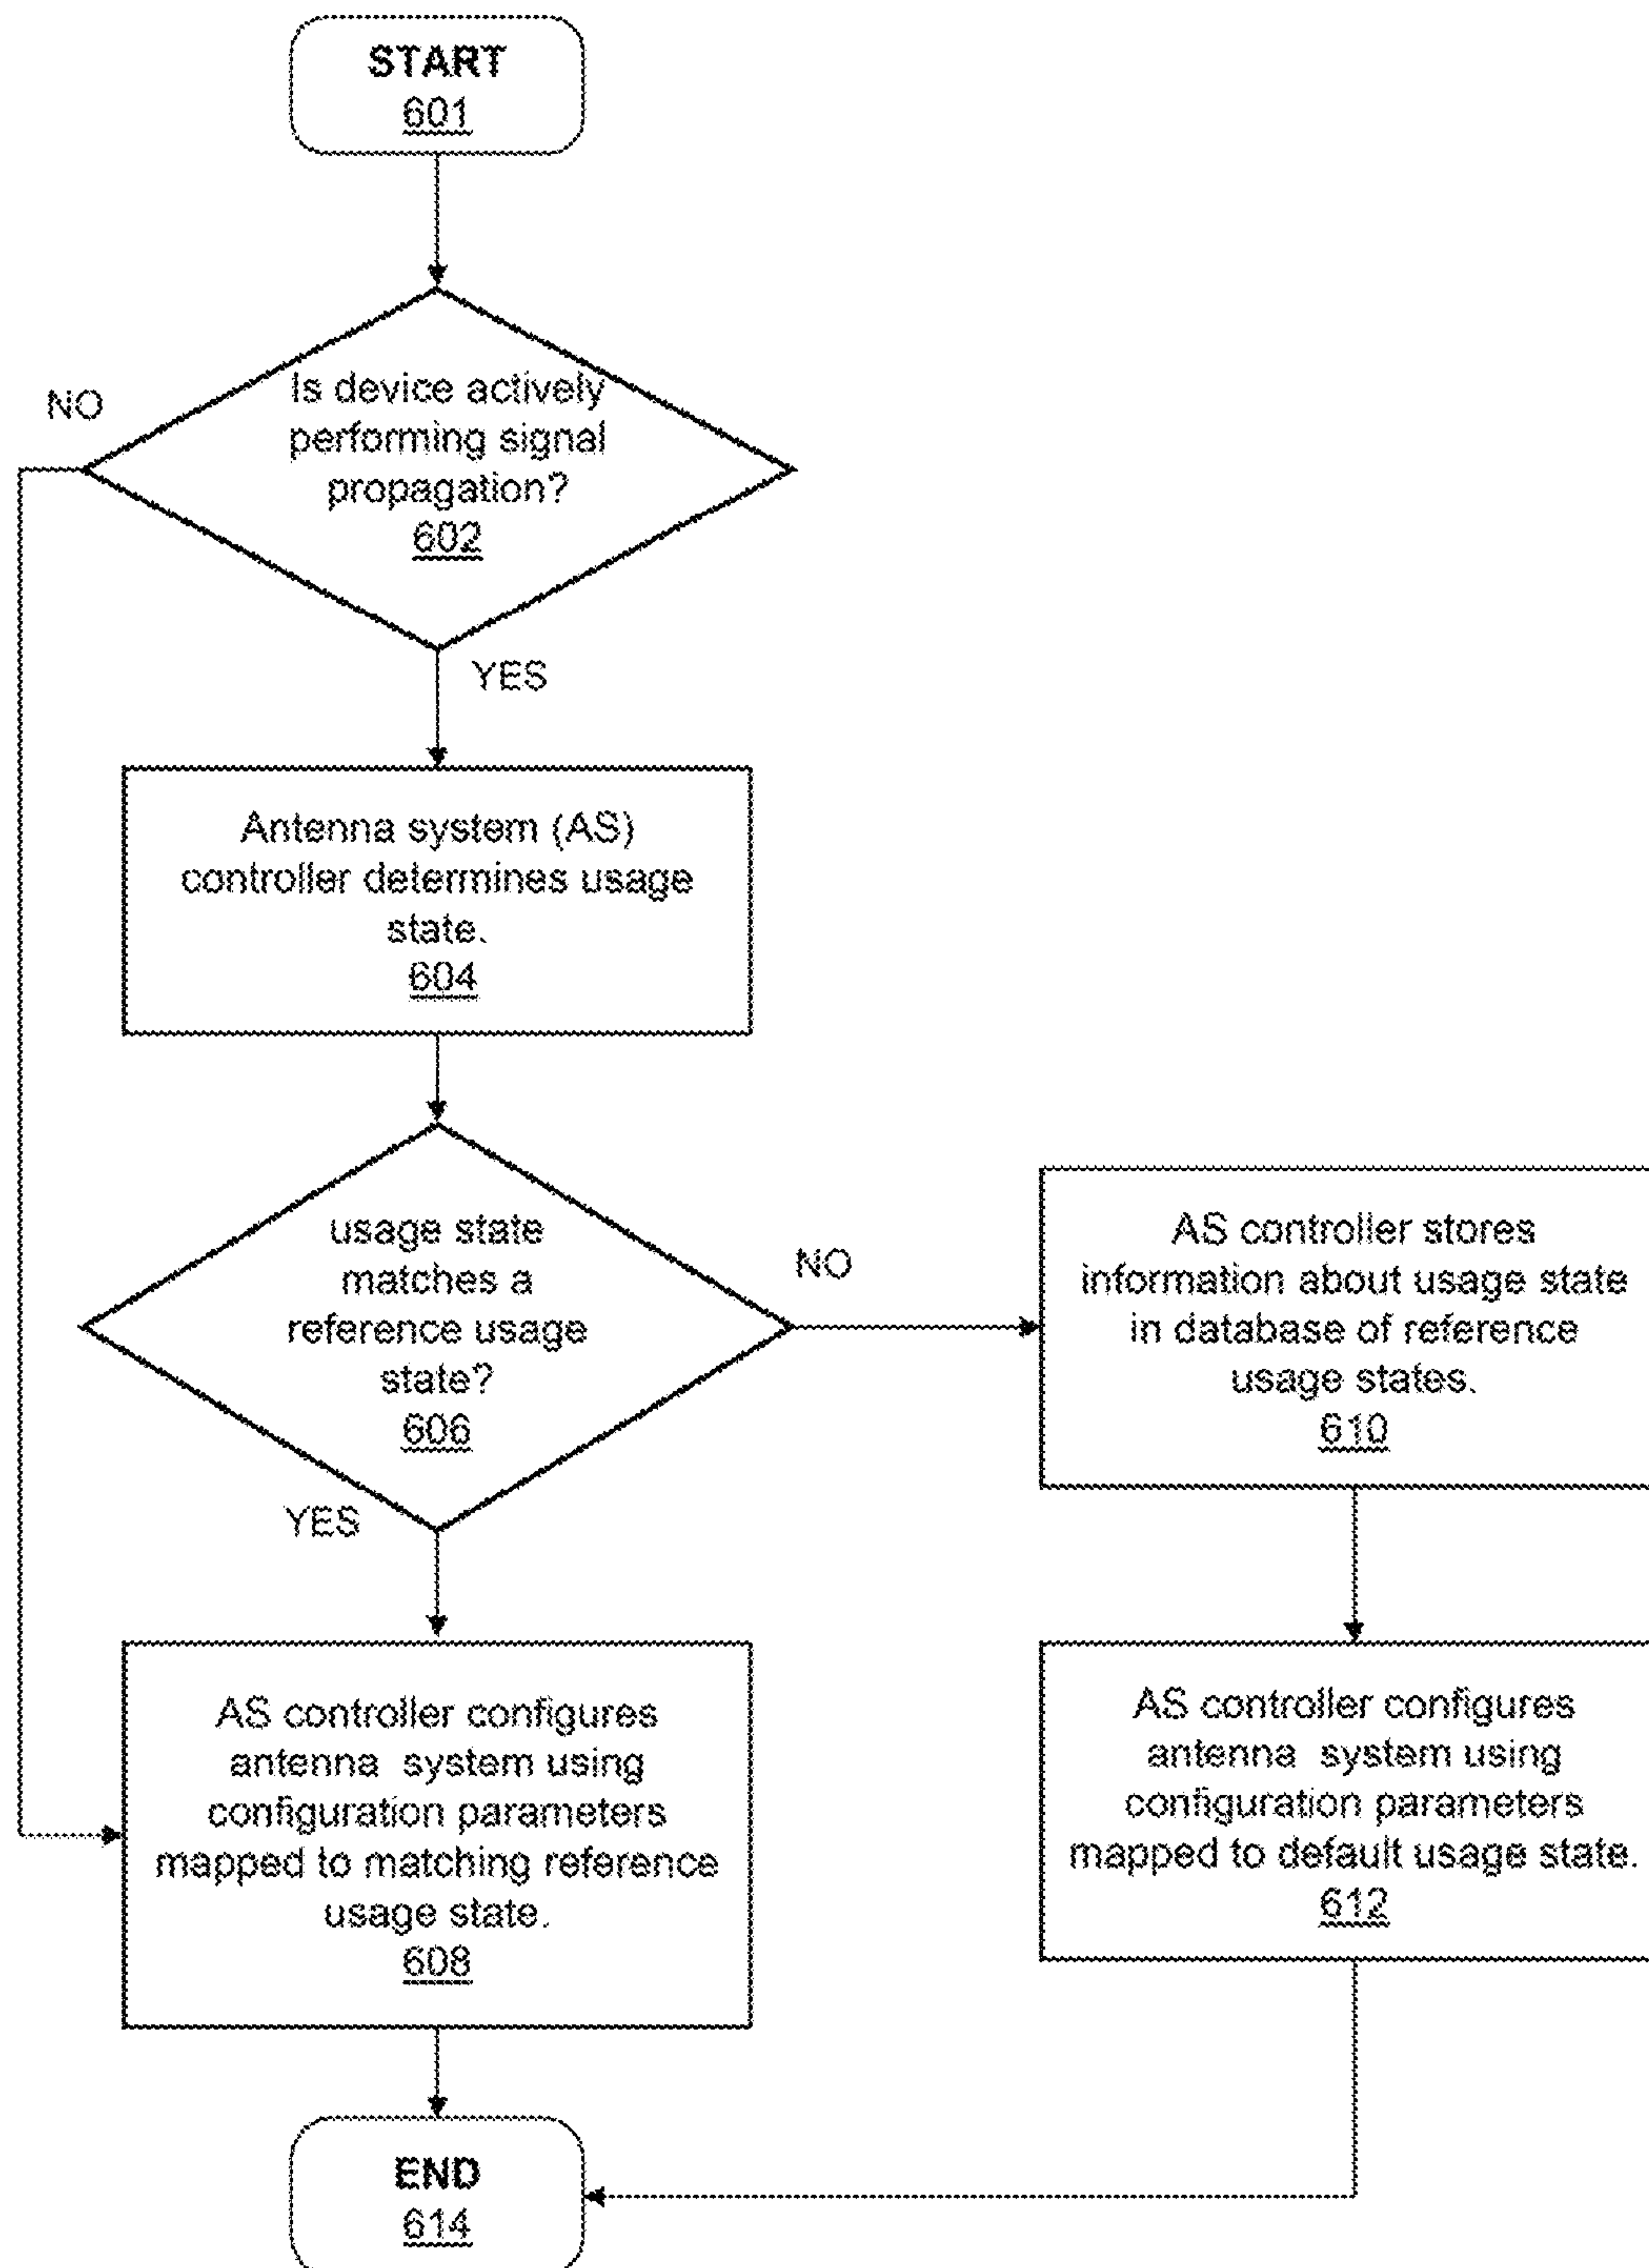 START
601
Is device actively
performing signal
propagation?
602
NO
YES
Antenna system (AS)
controller determines usage
state.
604
usage state
matches a
reference usage
state?
606
NO
YES
AS controller stores
information about usage state
in database of reference
usage states.
610
AS controller configures
antenna system using
configuration parameters
mapped to matching reference
usage state.
608
AS controller configures
antenna system using
configuration parameters
mapped to default usage state.
612
END
614